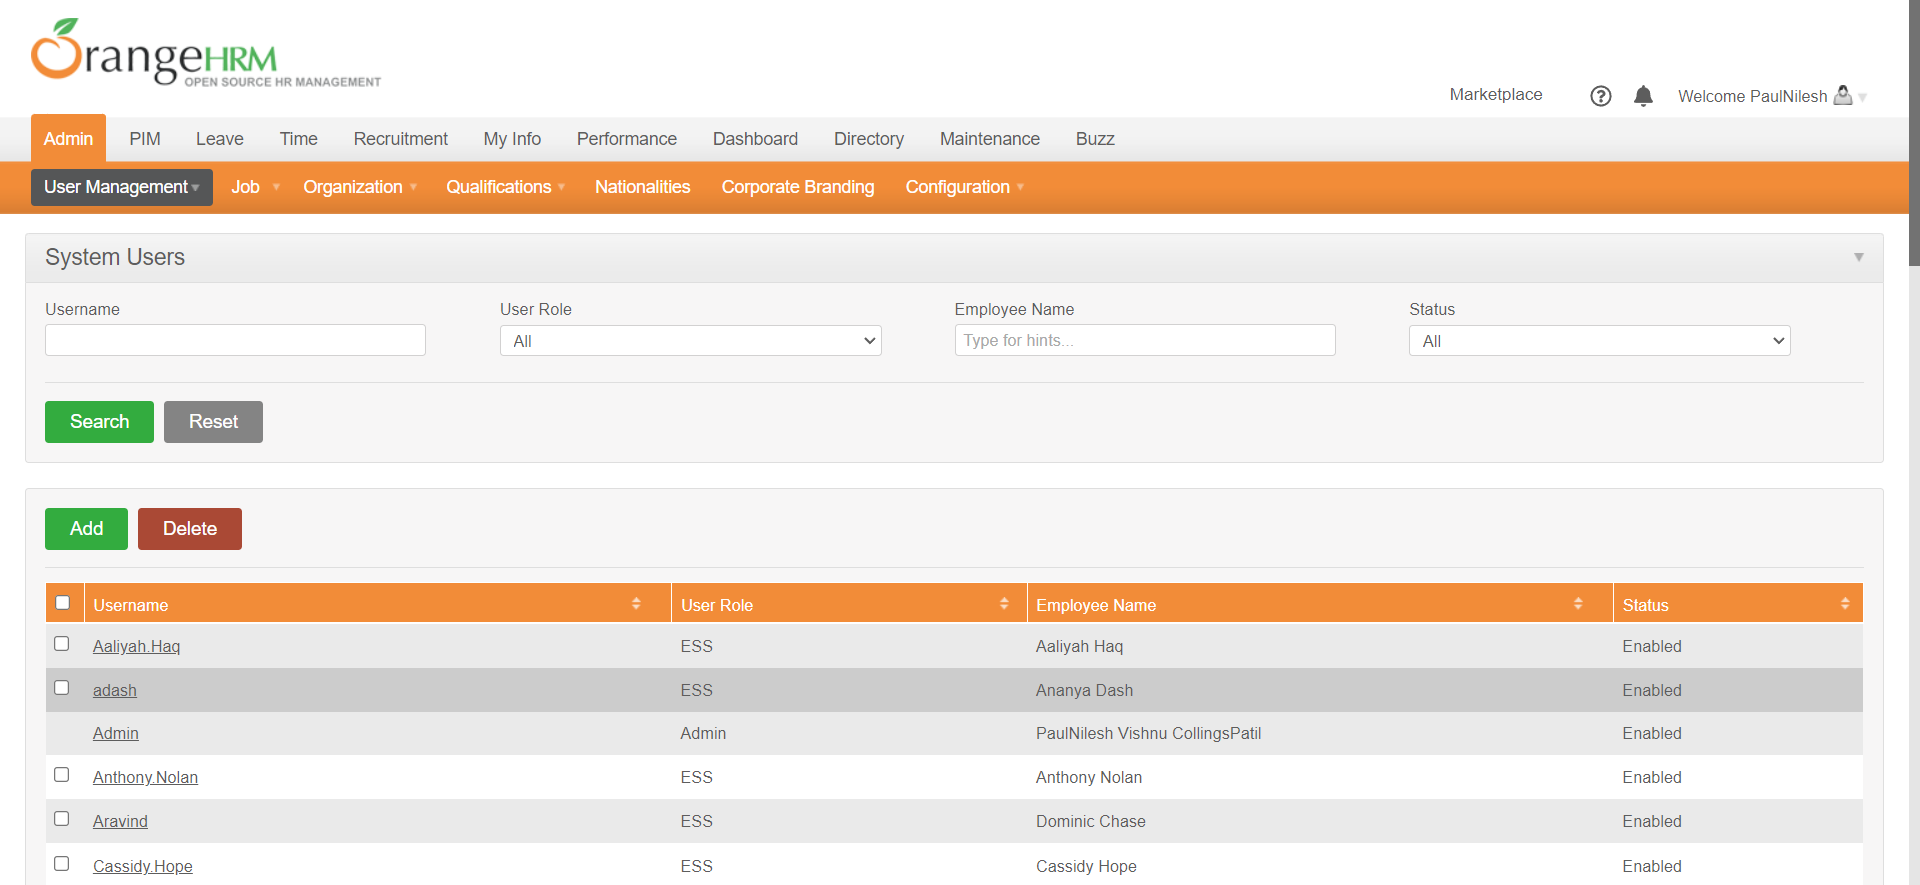 OrangeHRM
OPEN SOURCE HR MANAGEMENT
Marketplace
Welcome PaulNilesh
Admin PIM Leave Time Recruitment My Info Performance Dashboard Directory Maintenance Buzz
User Management Job Organization Qualifications Nationalities Corporate Branding Configuration
System Users
Username User Role Employee Name Status
All Type for hints... All
Search Reset
Add Delete
Username User Role Employee Name Status
Aaliyah.Haq ESS Aaliyah Haq Enabled
adash ESS Ananya Dash Enabled
Admin Admin PaulNilesh Vishnu CollingsPatil Enabled
Anthony.Nolan ESS Anthony Nolan Enabled
Aravind ESS Dominic Chase Enabled
Cassidy.Hope ESS Cassidy Hope Enabled